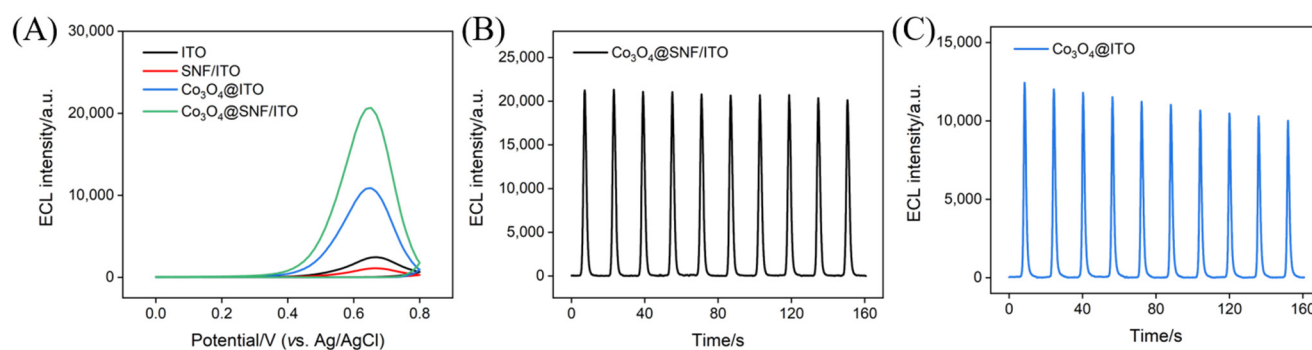 (A)
30,000
20,000
10,000
0
ECL intensity/a.u.
ITO
SNF/ITO
Co₃O₄@ITO
Co₃O₄@SNF/ITO
0.0 0.2 0.4 0.6 0.8
Potential/V (vs. Ag/AgCl)
(B)
25,000
20,000
15,000
10,000
5,000
0
ECL intensity/a.u.
Co₃O₄@SNF/ITO
0 40 80 120 160
Time/s
(C)
15,000
10,000
5,000
0
ECL intensity/a.u.
Co₃O₄@ITO
0 40 80 120 160
Time/s